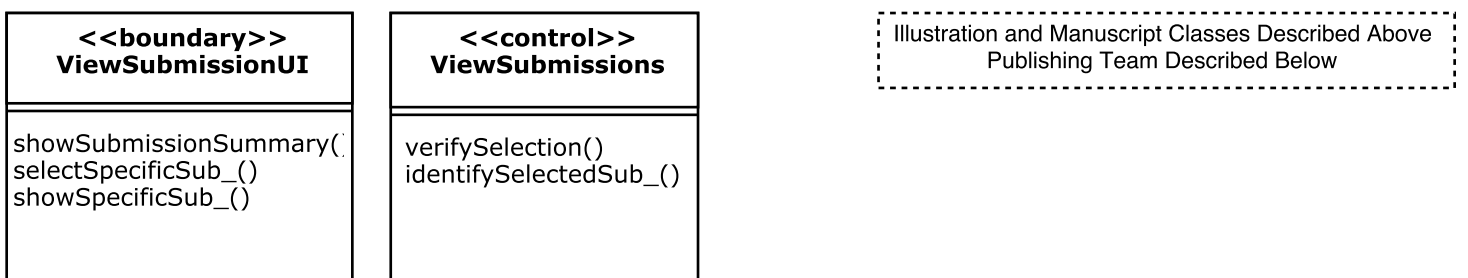 <<boundary>>
ViewSubmissionUI
showSubmissionSummary()
selectSpecificSub_()
showSpecificSub_()
<<control>>
ViewSubmissions
verifySelection()
identifySelectedSub_()
Illustration and Manuscript Classes Described Above
Publishing Team Described Below